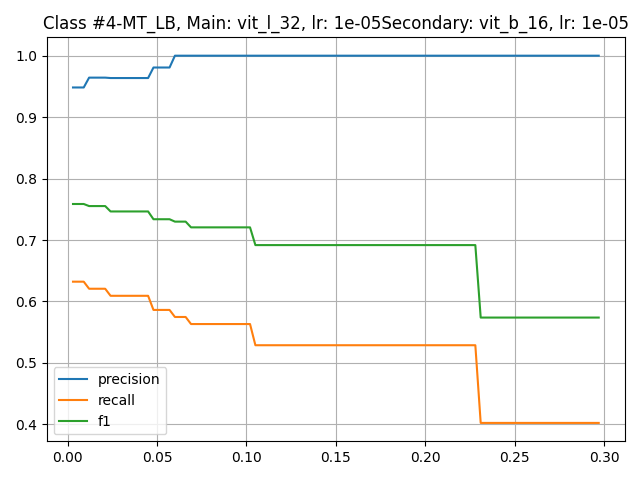 Class #4-MT_LB, Main: vit_l_32, lr: 1e-05Secondary: vit_b_16, lr: 1e-05
1.0
0.9
0.8
0.7
0.6
0.5
0.4
precision
recall
f1
0.00 0.05 0.10 0.15 0.20 0.25 0.30